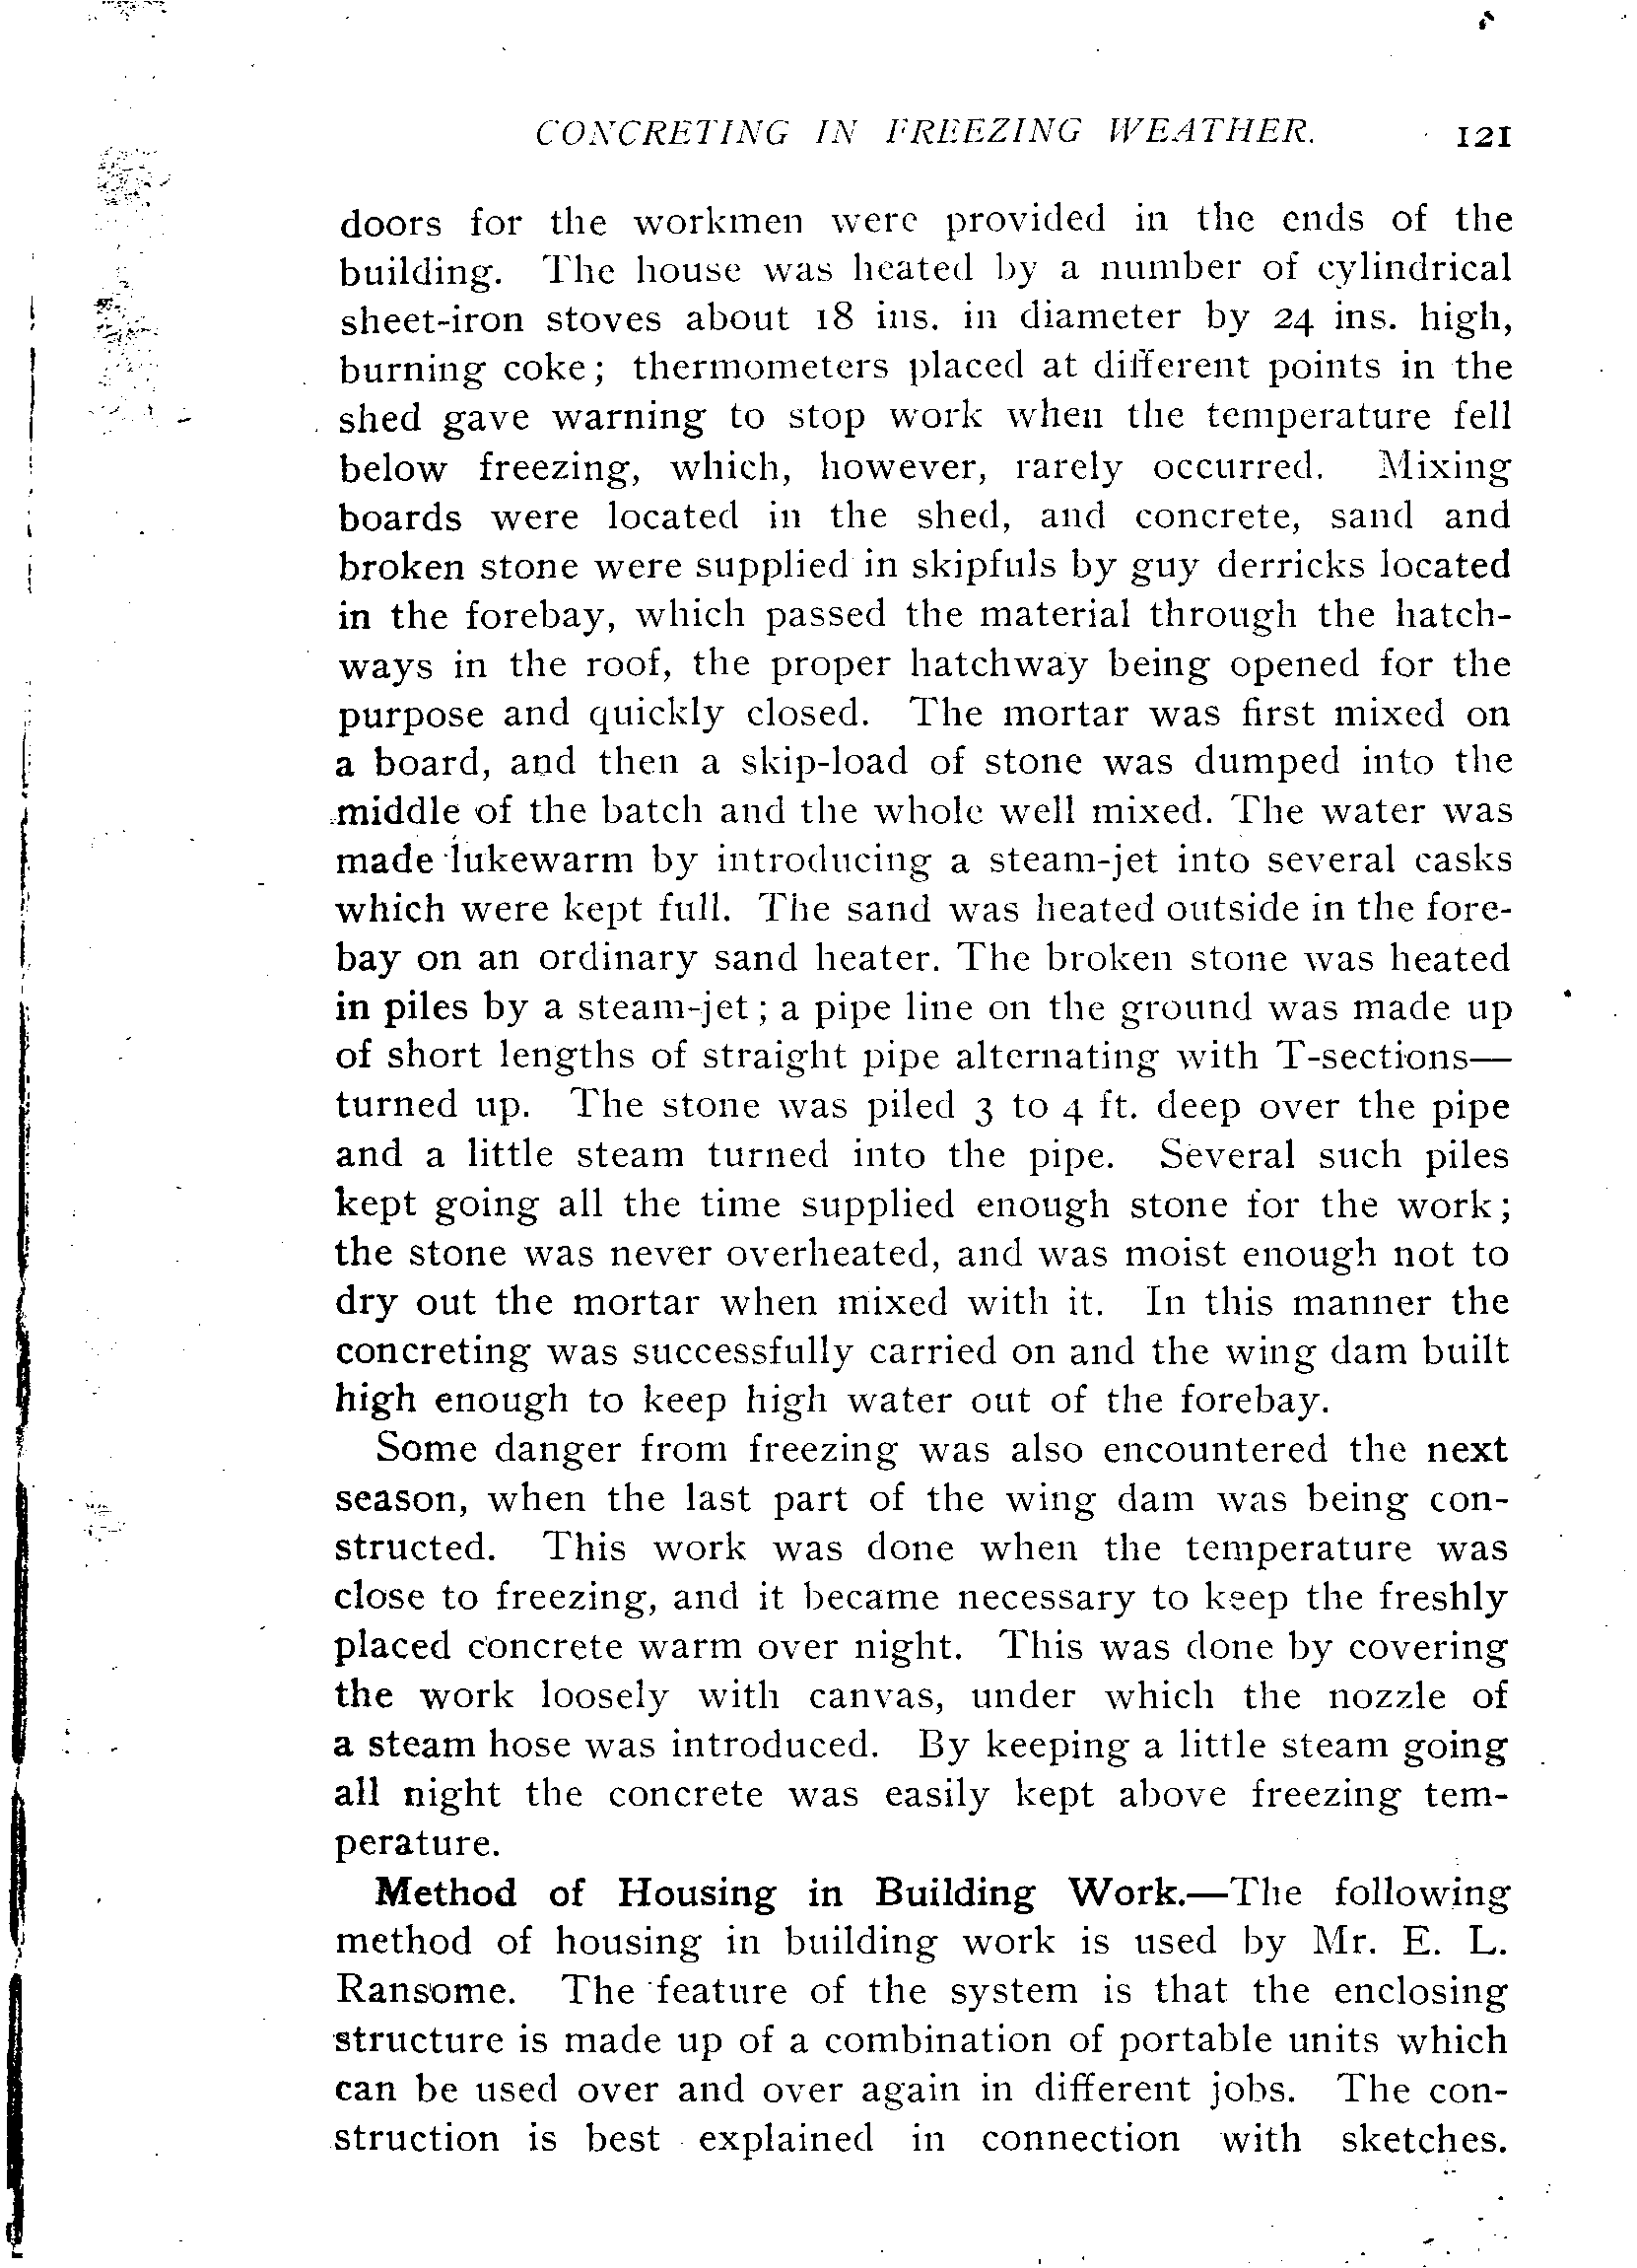 CONCRETING IN FREEZING WEATHER. 121
doors for the workmen were provided in the ends of the
building. The house was heated by a number of cylindrical
sheet-iron stoves about 18 ins. in diameter by 24 ins. high,
burning coke; thermometers placed at different points in the
shed gave warning to stop work when the temperature fell
below freezing, which, however, rarely occurred. Mixing
boards were located in the shed, and concrete, sand and
broken stone were supplied in skipfuls by guy derricks located
in the forebay, which passed the material through the hatch-
ways in the roof, the proper hatchway being opened for the
purpose and quickly closed. The mortar was first mixed on
a board, and then a skip-load of stone was dumped into the
middle of the batch and the whole well mixed. The water was
made lukewarm by introducing a steam-jet into several casks
which were kept full. The sand was heated outside in the fore-
bay on an ordinary sand heater. The broken stone was heated
in piles by a steam-jet; a pipe line on the ground was made up
of short lengths of straight pipe alternating with T-sections—
turned up. The stone was piled 3 to 4 ft. deep over the pipe
and a little steam turned into the pipe. Several such piles
kept going all the time supplied enough stone for the work;
the stone was never overheated, and was moist enough not to
dry out the mortar when mixed with it. In this manner the
concreting was successfully carried on and the wing dam built
high enough to keep high water out of the forebay.
Some danger from freezing was also encountered the next
season, when the last part of the wing dam was being con-
structed. This work was done when the temperature was
close to freezing, and it became necessary to keep the freshly
placed concrete warm over night. This was done by covering
the work loosely with canvas, under which the nozzle of
a steam hose was introduced. By keeping a little steam going
all night the concrete was easily kept above freezing tem-
perature.
Method of Housing in Building Work.—The following
method of housing in building work is used by Mr. E. L.
Ransome. The feature of the system is that the enclosing
structure is made up of a combination of portable units which
can be used over and over again in different jobs. The con-
struction is best explained in connection with sketches.